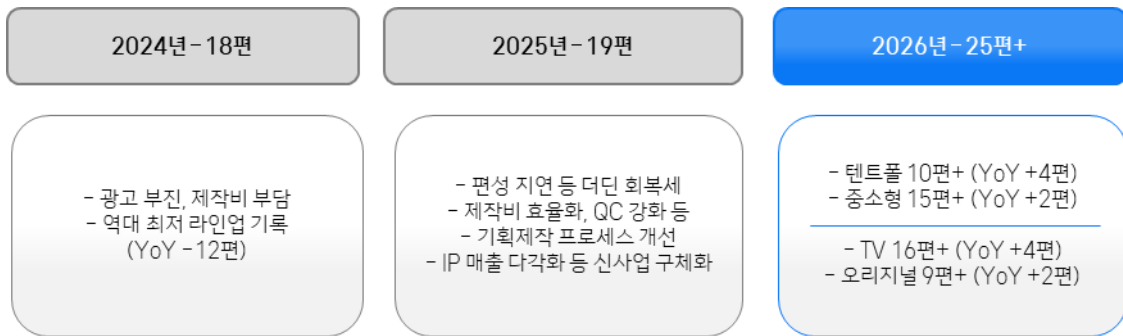 2024년-18편
2025년-19편
2026년-25편+
- 광고 부진, 제작비 부담
- 역대 최저 라인업 기록
(YoY -12편)
- 편성 지연 등 더딘 회복세
- 제작비 효율화, QC 강화 등
- 기획제작 프로세스 개선
- IP 매출 다각화 등 신사업 구체화
- 텐트폴 10편+ (YoY +4편)
- 중소형 15편+ (YoY +2편)
- TV 16편+ (YoY +4편)
- 오리지널 9편+ (YoY +2편)